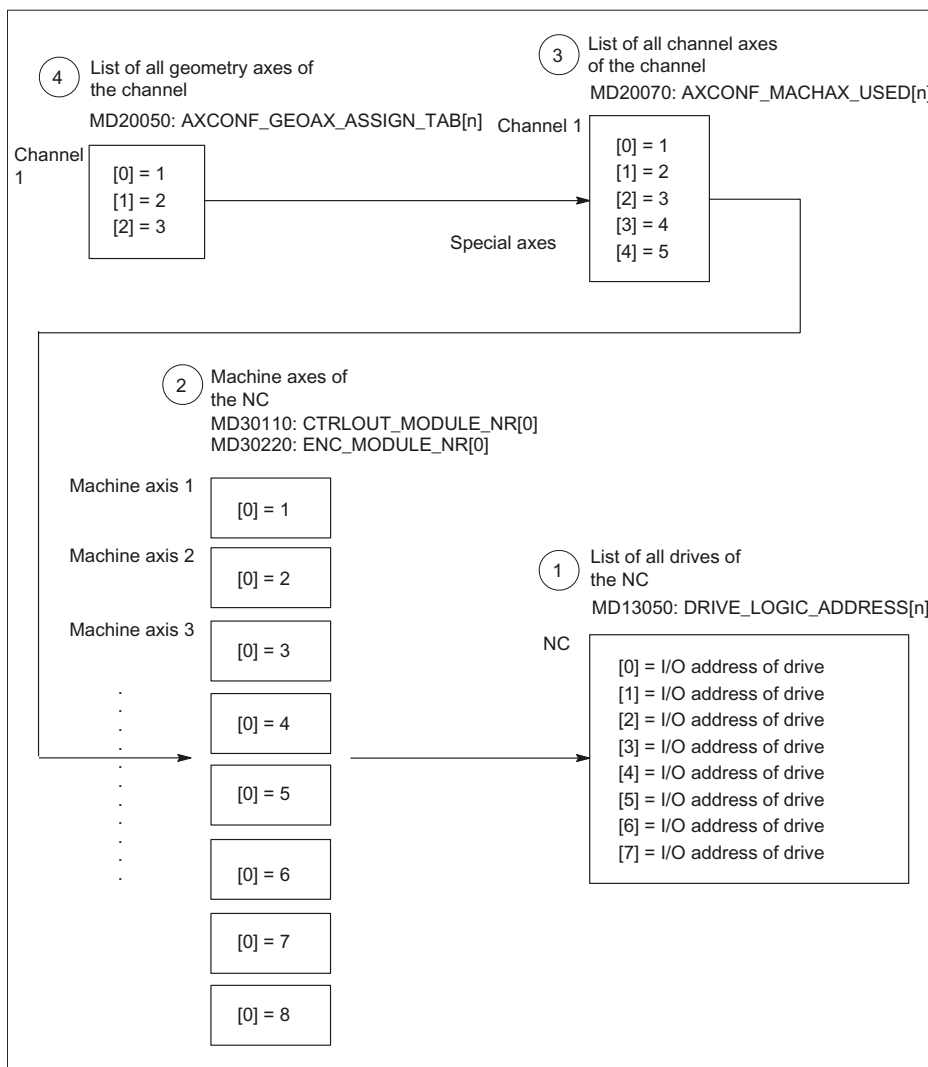 4
List of all geometry axes of
the channel
MD20050: AXCONF_GEOAX_ASSIGN_TAB[n]
Channel
1
[0] = 1
[1] = 2
[2] = 3
3
List of all channel axes
of the channel
MD20070: AXCONF_MACHAX_USED[n]
Channel 1
[0] = 1
[1] = 2
[2] = 3
[3] = 4
[4] = 5
Special axes
2
Machine axes of
the NC
MD30110: CTRLOUT_MODULE_NR[0]
MD30220: ENC_MODULE_NR[0]
Machine axis 1
[0] = 1
Machine axis 2
[0] = 2
Machine axis 3
[0] = 3
[0] = 4
[0] = 5
[0] = 6
[0] = 7
[0] = 8
1
List of all drives of
the NC
MD13050: DRIVE_LOGIC_ADDRESS[n]
NC
[0] = I/O address of drive
[1] = I/O address of drive
[2] = I/O address of drive
[3] = I/O address of drive
[4] = I/O address of drive
[5] = I/O address of drive
[6] = I/O address of drive
[7] = I/O address of drive